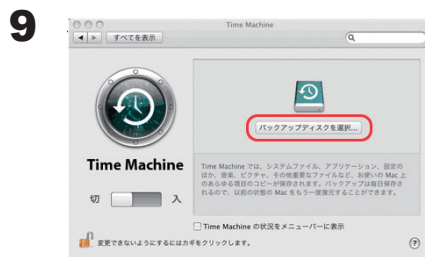 9
Time Machine
すべてを表示
バックアップディスクを選択...
Time Machine
Time Machine では、システムファイル、アプリケーション、設定の
ほか、音楽、ピクチャ、その他重要なファイルなど、お使いの Mac 上
のあらゆる項目のコピーが保存されます。バックアップは毎日保存さ
れるので、以前の状態の Mac をもう一度復元することができます。
切 入
Time Machine の状況をメニューバーに表示
変更できないようにするにはカギをクリックします。
?